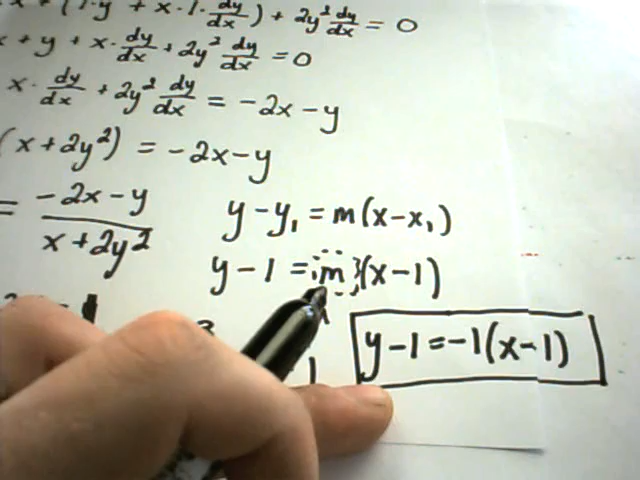 x + (1·y + x·1·dy/dx) + 2y² dy/dx = 0
x + y + x·dy/dx + 2y² dy/dx = 0
x·dy/dx + 2y² dy/dx = -2x - y
(x + 2y²) = -2x - y
= (-2x - y)/(x + 2y²)
y - y₁ = m(x - x₁)
y - 1 = m(x - 1)
y - 1 = -1(x - 1)